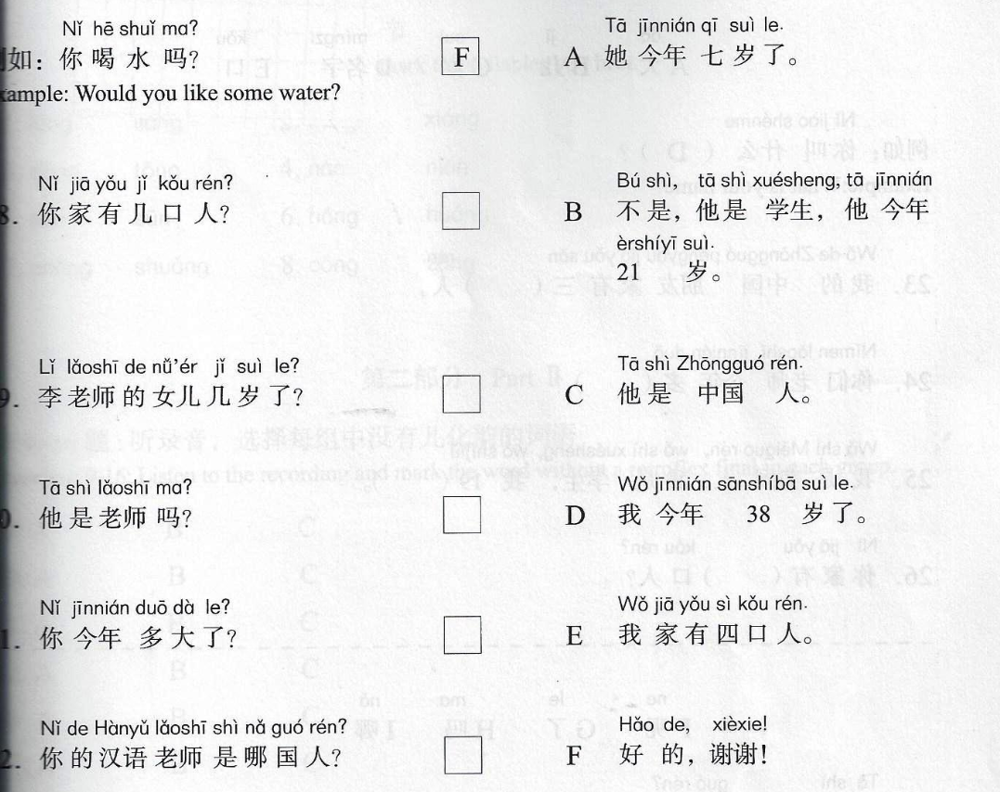 Nǐ hē shuǐ ma?
如：你喝水吗? F
ample: Would you like some water?
Tā jīnnián qī suì le.
A 她今年七岁了。
Nǐ jiā yǒu jǐ kǒu rén?
8. 你家有几口人?
Bú shì, tā shì xuésheng, tā jīnnián
B 不是，他是学生，他今年
èrshíyī suì.
21 岁。
Lǐ lǎoshī de nǚ'ér jǐ suì le?
9. 李老师的女儿几岁了?
Tā shì Zhōngguó rén.
C 他是中国人。
Tā shì lǎoshī ma?
0. 他是老师吗?
Wǒ jīnnián sānshíbā suì le.
D 我今年 38 岁了。
Nǐ jīnnián duō dà le?
1. 你今年多大了?
Wǒ jiā yǒu sì kǒu rén.
E 我家有四口人。
Nǐ de Hànyǔ lǎoshī shì nǎ guó rén?
2. 你的汉语老师是哪国人?
Hǎo de, xièxie!
F 好的，谢谢!